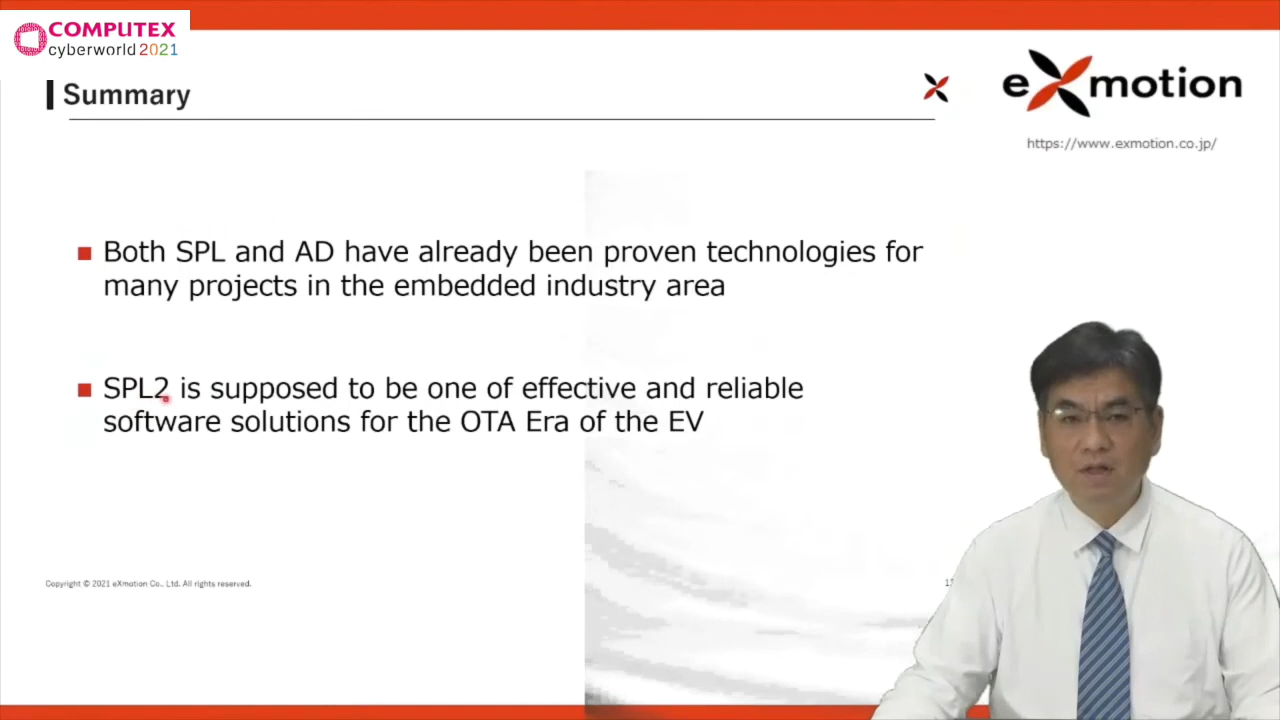 COMPUTEX
cyberworld 2021
Summary
eXmotion
https://www.exmotion.co.jp/
■ Both SPL and AD have already been proven technologies for
many projects in the embedded industry area
■ SPL2 is supposed to be one of effective and reliable
software solutions for the OTA Era of the EV
Copyright © 2021 eXmotion Co., Ltd. All rights reserved.